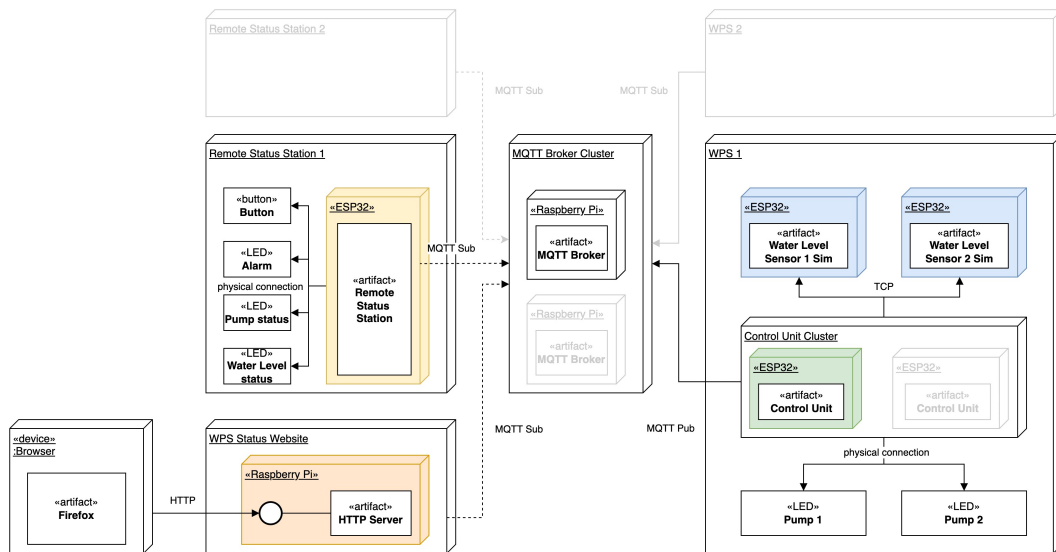 Remote Status Station 2
WPS 2
MQTT Sub
MQTT Sub
Remote Status Station 1
«button»
Button
«LED»
Alarm
physical connection
«LED»
Pump status
«LED»
Water Level
status
«ESP32»
«artifact»
Remote
Status
Station
MQTT Sub
MQTT Broker Cluster
«Raspberry Pi»
«artifact»
MQTT Broker
«Raspberry Pi»
«artifact»
MQTT Broker
WPS 1
«ESP32»
«artifact»
Water Level
Sensor 1 Sim
«ESP32»
«artifact»
Water Level
Sensor 2 Sim
TCP
Control Unit Cluster
«ESP32»
«artifact»
Control Unit
«ESP32»
«artifact»
Control Unit
MQTT Sub
MQTT Pub
physical connection
«LED»
Pump 1
«LED»
Pump 2
«device»
:Browser
«artifact»
Firefox
HTTP
WPS Status Website
«Raspberry Pi»
«artifact»
HTTP Server